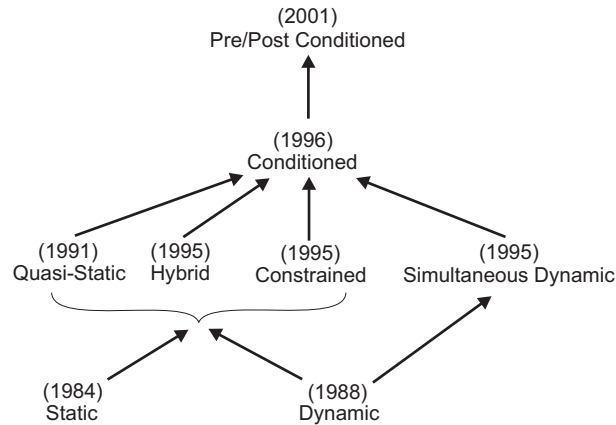 (2001)
Pre/Post Conditioned
(1996)
Conditioned
(1991)
Quasi-Static
(1995)
Hybrid
(1995)
Constrained
(1995)
Simultaneous Dynamic
(1984)
Static
(1988)
Dynamic